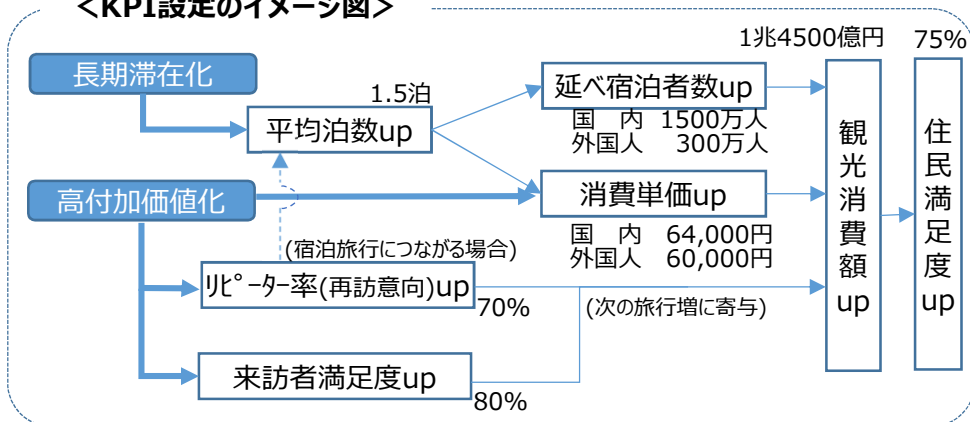 <KPI設定のイメージ図>
1兆4500億円
75%
長期滞在化
1.5泊
平均泊数up
延べ宿泊者数up
国　内　1500万人
外国人　300万人
高付加価値化
消費単価up
国　内　64,000円
外国人　60,000円
(宿泊旅行につながる場合)
ﾘﾋﾟｰﾀｰ率(再訪意向)up
70%
(次の旅行増に寄与)
来訪者満足度up
80%
観光消費額up
住民満足度up